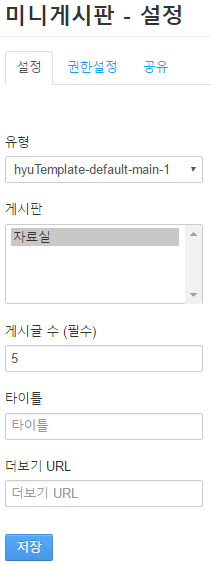 미니게시판 - 설정
설정 권한설정 공유
유형
hyuTemplate-default-main-1
게시판
자료실
게시글 수 (필수)
5
타이틀
타이틀
더보기 URL
더보기 URL
저장